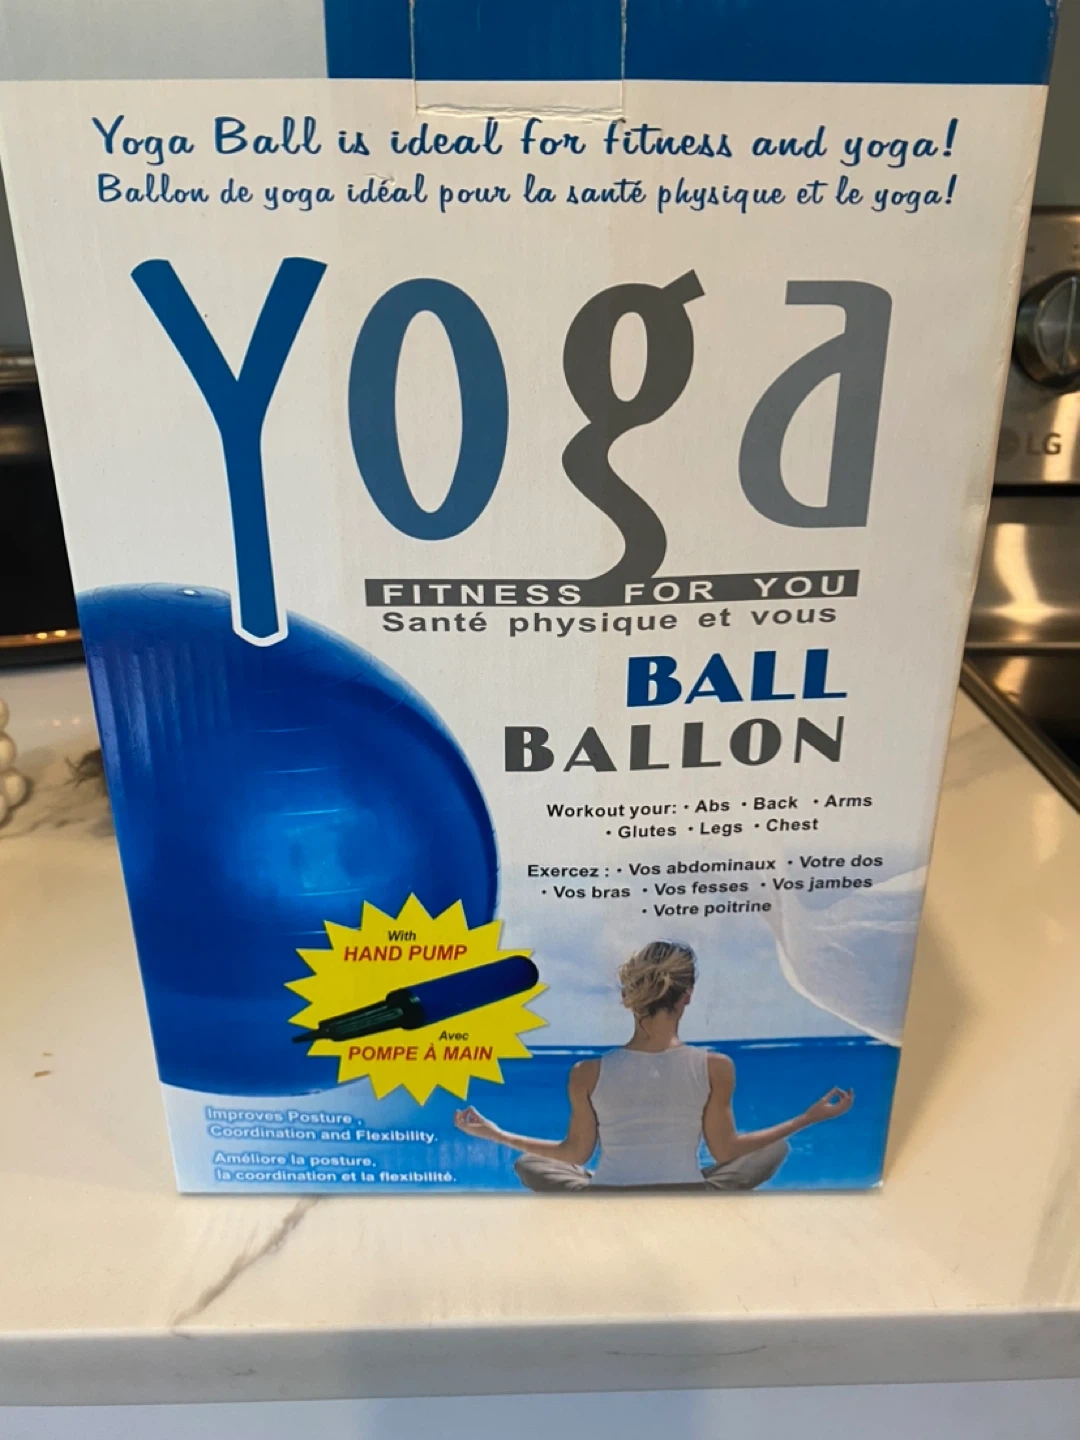 Yoga Ball is ideal for fitness and yoga!
Ballon de yoga idéal pour la santé physique et le yoga!
Yoga
FITNESS FOR YOU
Santé physique et vous
BALL
BALLON
Workout your: • Abs • Back • Arms
• Glutes • Legs • Chest
Exercez : • Vos abdominaux • Votre dos
• Vos bras • Vos fesses • Vos jambes
• Votre poitrine
With
HAND PUMP
Avec
POMPE À MAIN
Improves Posture ,
Coordination and Flexibility.
Améliore la posture,
la coordination et la flexibilité.
LG